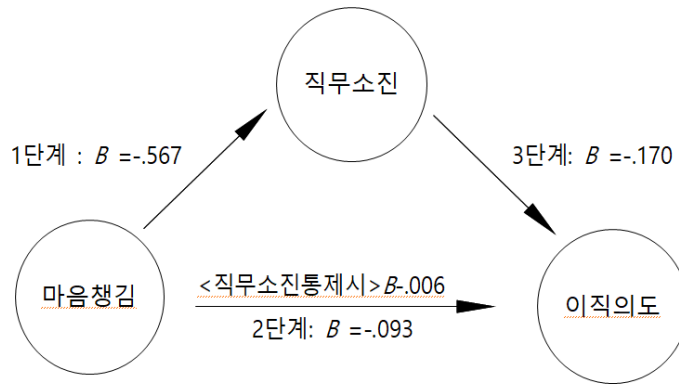 직무소진
1단계 : B =-.567
3단계: B =-.170
마음챙김
<직무소진통제시>B-.006
2단계: B =-.093
이직의도